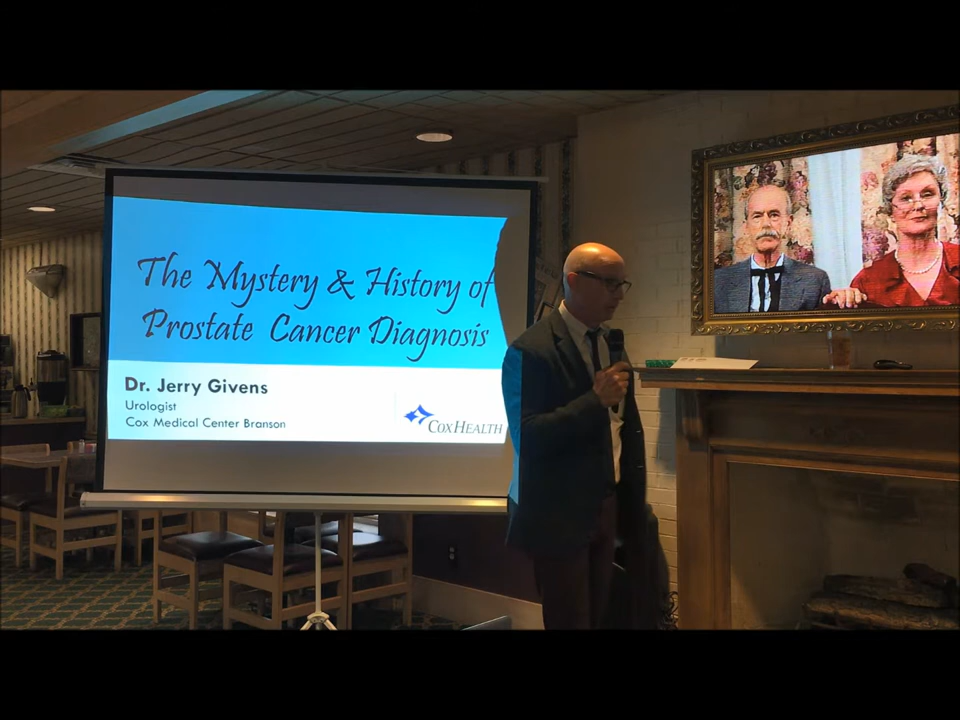 The Mystery & History of
Prostate Cancer Diagnosis
Dr. Jerry Givens
Urologist
Cox Medical Center Branson
COXHEALTH